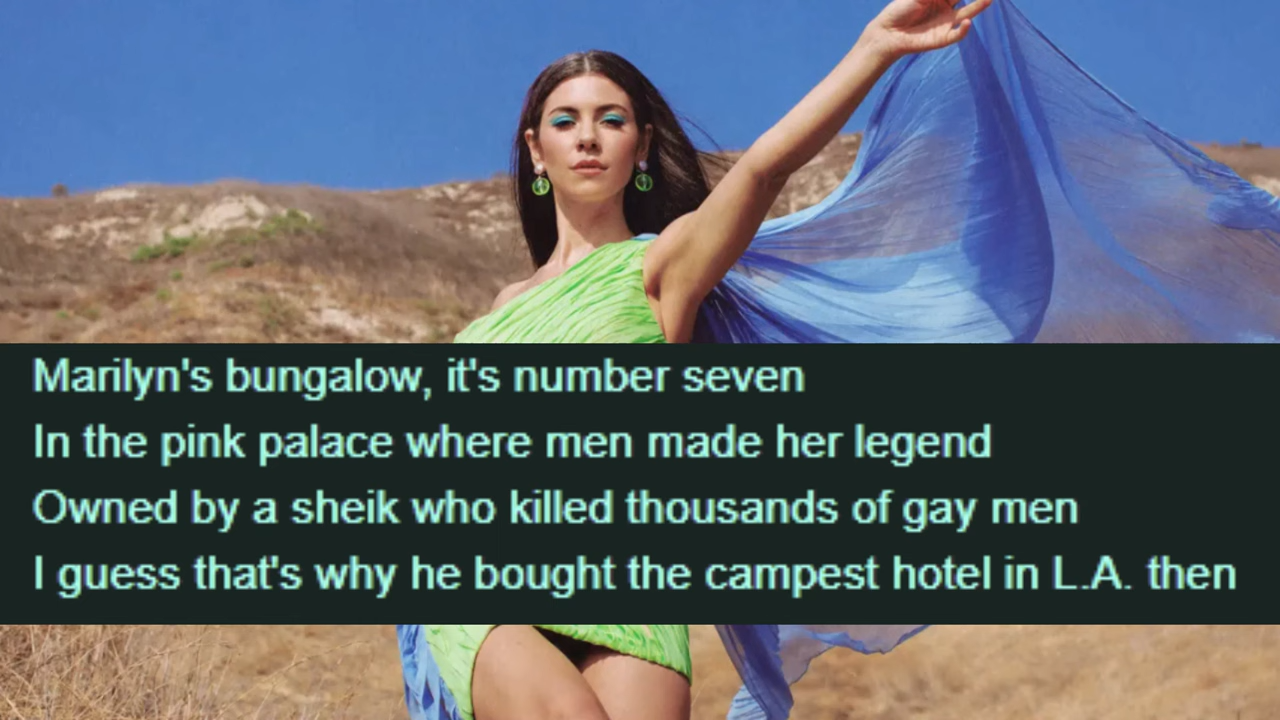 Marilyn's bungalow, it's number seven
In the pink palace where men made her legend
Owned by a sheik who killed thousands of gay men
I guess that's why he bought the campest hotel in L.A. then